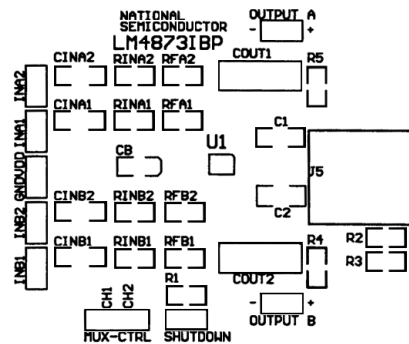 NATIONAL
SEMICONDUCTOR
LM4873IBP
OUTPUT A
- +
CINA2 RINA2 RFA2 COUT1 R5
INA2
CINA1 RINA1 RFA1
INA1
C1
U1
CB
GNDVDD
J5
CINB2 RINB2 RFB2
INB2
C2
R2
CINB1 RINB1 RFB1 R4
INB1
R3
COUT2
R1
CH1
CH2
- +
MUX-CTRL SHUTDOWN OUTPUT B